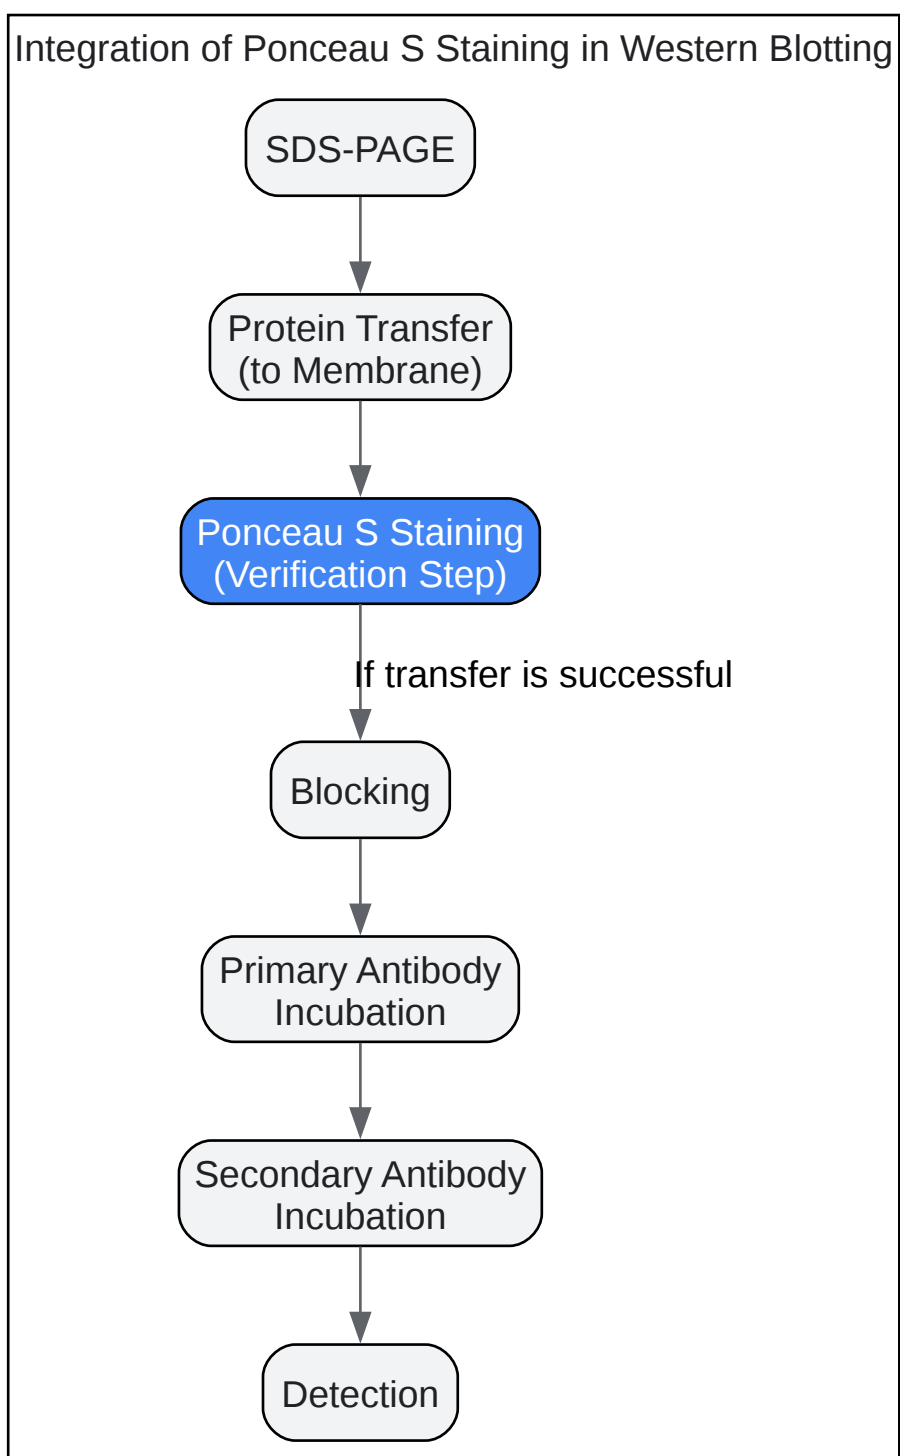 Integration of Ponceau S Staining in Western Blotting
SDS-PAGE
Protein Transfer
(to Membrane)
Ponceau S Staining
(Verification Step)
If transfer is successful
Blocking
Primary Antibody
Incubation
Secondary Antibody
Incubation
Detection